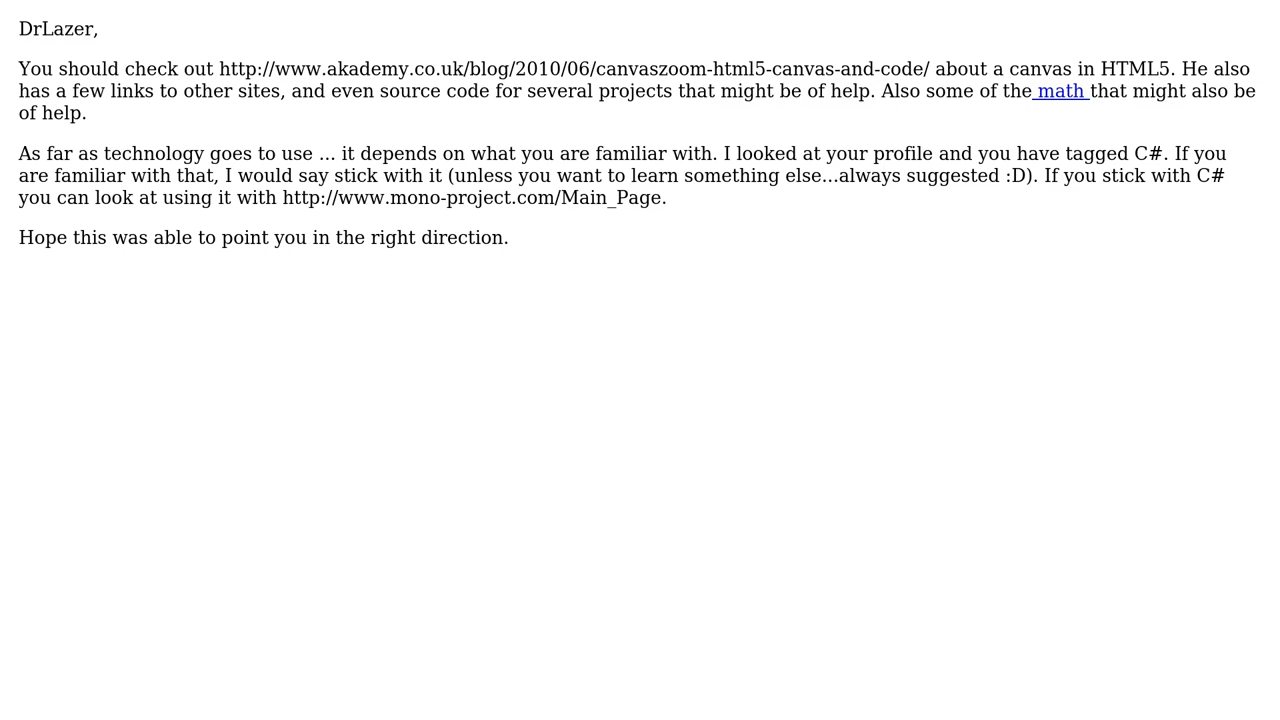 DrLazer,
You should check out http://www.akademy.co.uk/blog/2010/06/canvaszoom-html5-canvas-and-code/ about a canvas in HTML5. He also
has a few links to other sites, and even source code for several projects that might be of help. Also some of the math that might also be
of help.
As far as technology goes to use ... it depends on what you are familiar with. I looked at your profile and you have tagged C#. If you
are familiar with that, I would say stick with it (unless you want to learn something else...always suggested :D). If you stick with C#
you can look at using it with http://www.mono-project.com/Main_Page.
Hope this was able to point you in the right direction.